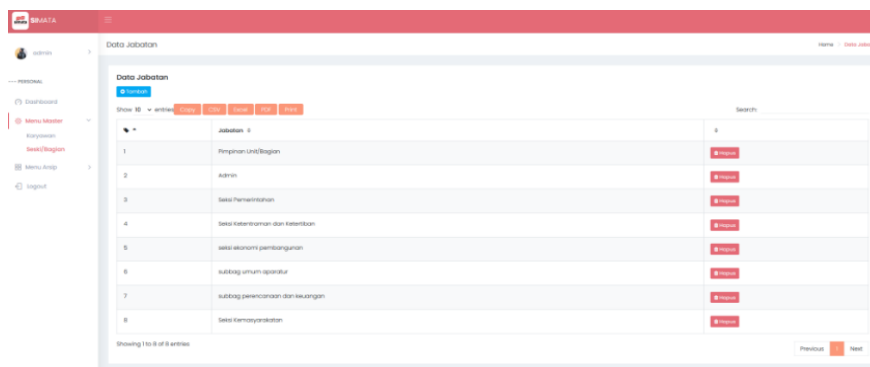 SIMATA
admin
Data Jabatan
Home / Data Jaba
--- PERSONAL
Dashboard
Menu Master
Karyawan
Seski/Bagian
Menu Arsip
Logout
Data Jabatan
Tambah
Show 10 entries Copy CSV Excel PDF Print
Search:
Jabatan
1 Pimpinan Unit/Bagian Hapus
2 Admin Hapus
3 Seksi Pemerintahan Hapus
4 Seksi Ketentraman dan Ketertiban Hapus
5 seksi ekonomi pembangunan Hapus
6 subbag umum aparatur Hapus
7 subbag perencanaan dan keuangan Hapus
8 Seksi Kemasyarakatan Hapus
Showing 1 to 8 of 8 entries
Previous 1 Next